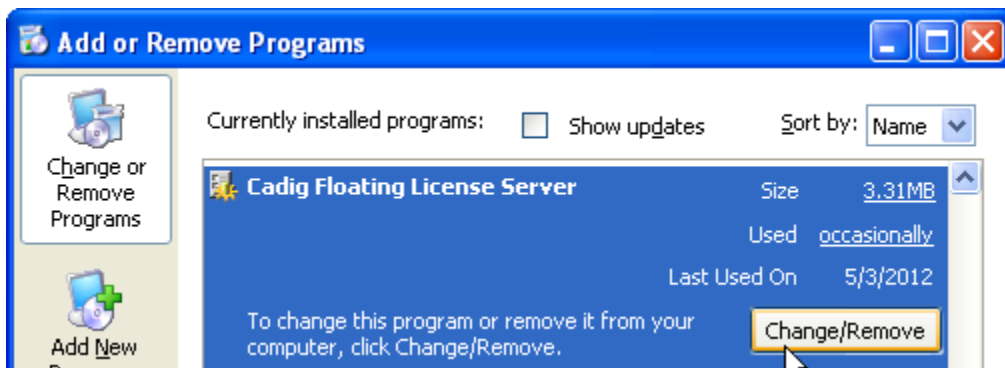 Add or Remove Programs
Currently installed programs:
Show updates
Sort by: Name
Change or
Remove
Programs
Cadig Floating License Server
Size 3.31MB
Used occasionally
Last Used On 5/3/2012
To change this program or remove it from your
computer, click Change/Remove.
Change/Remove
Add New